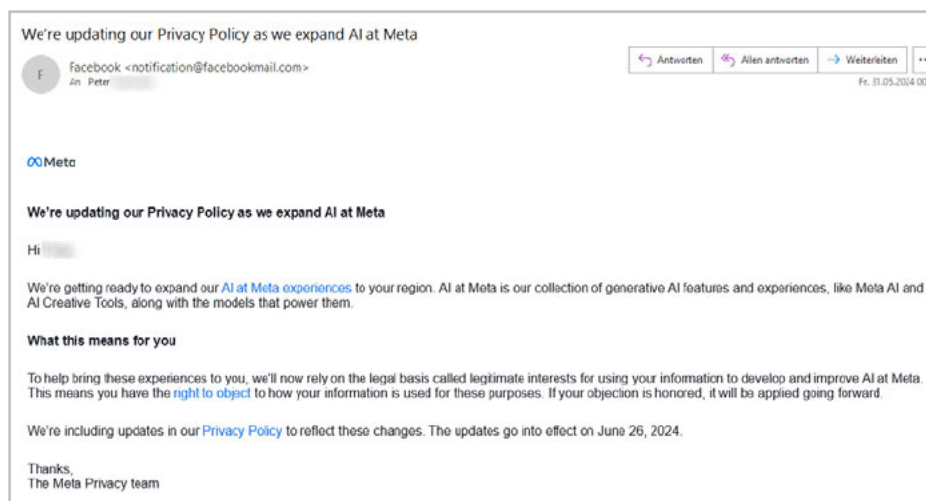 We're updating our Privacy Policy as we expand AI at Meta
F
Facebook <notification@facebookmail.com>
An Peter
Antworten
Allen antworten
Weiterleiten
Fr. 31.05.2024 00
Meta
We're updating our Privacy Policy as we expand AI at Meta
Hi
We're getting ready to expand our AI at Meta experiences to your region. AI at Meta is our collection of generative AI features and experiences, like Meta AI and
AI Creative Tools, along with the models that power them.
What this means for you
To help bring these experiences to you, we'll now rely on the legal basis called legitimate interests for using your information to develop and improve AI at Meta.
This means you have the right to object to how your information is used for these purposes. If your objection is honored, it will be applied going forward.
We're including updates in our Privacy Policy to reflect these changes. The updates go into effect on June 26, 2024.
Thanks,
The Meta Privacy team